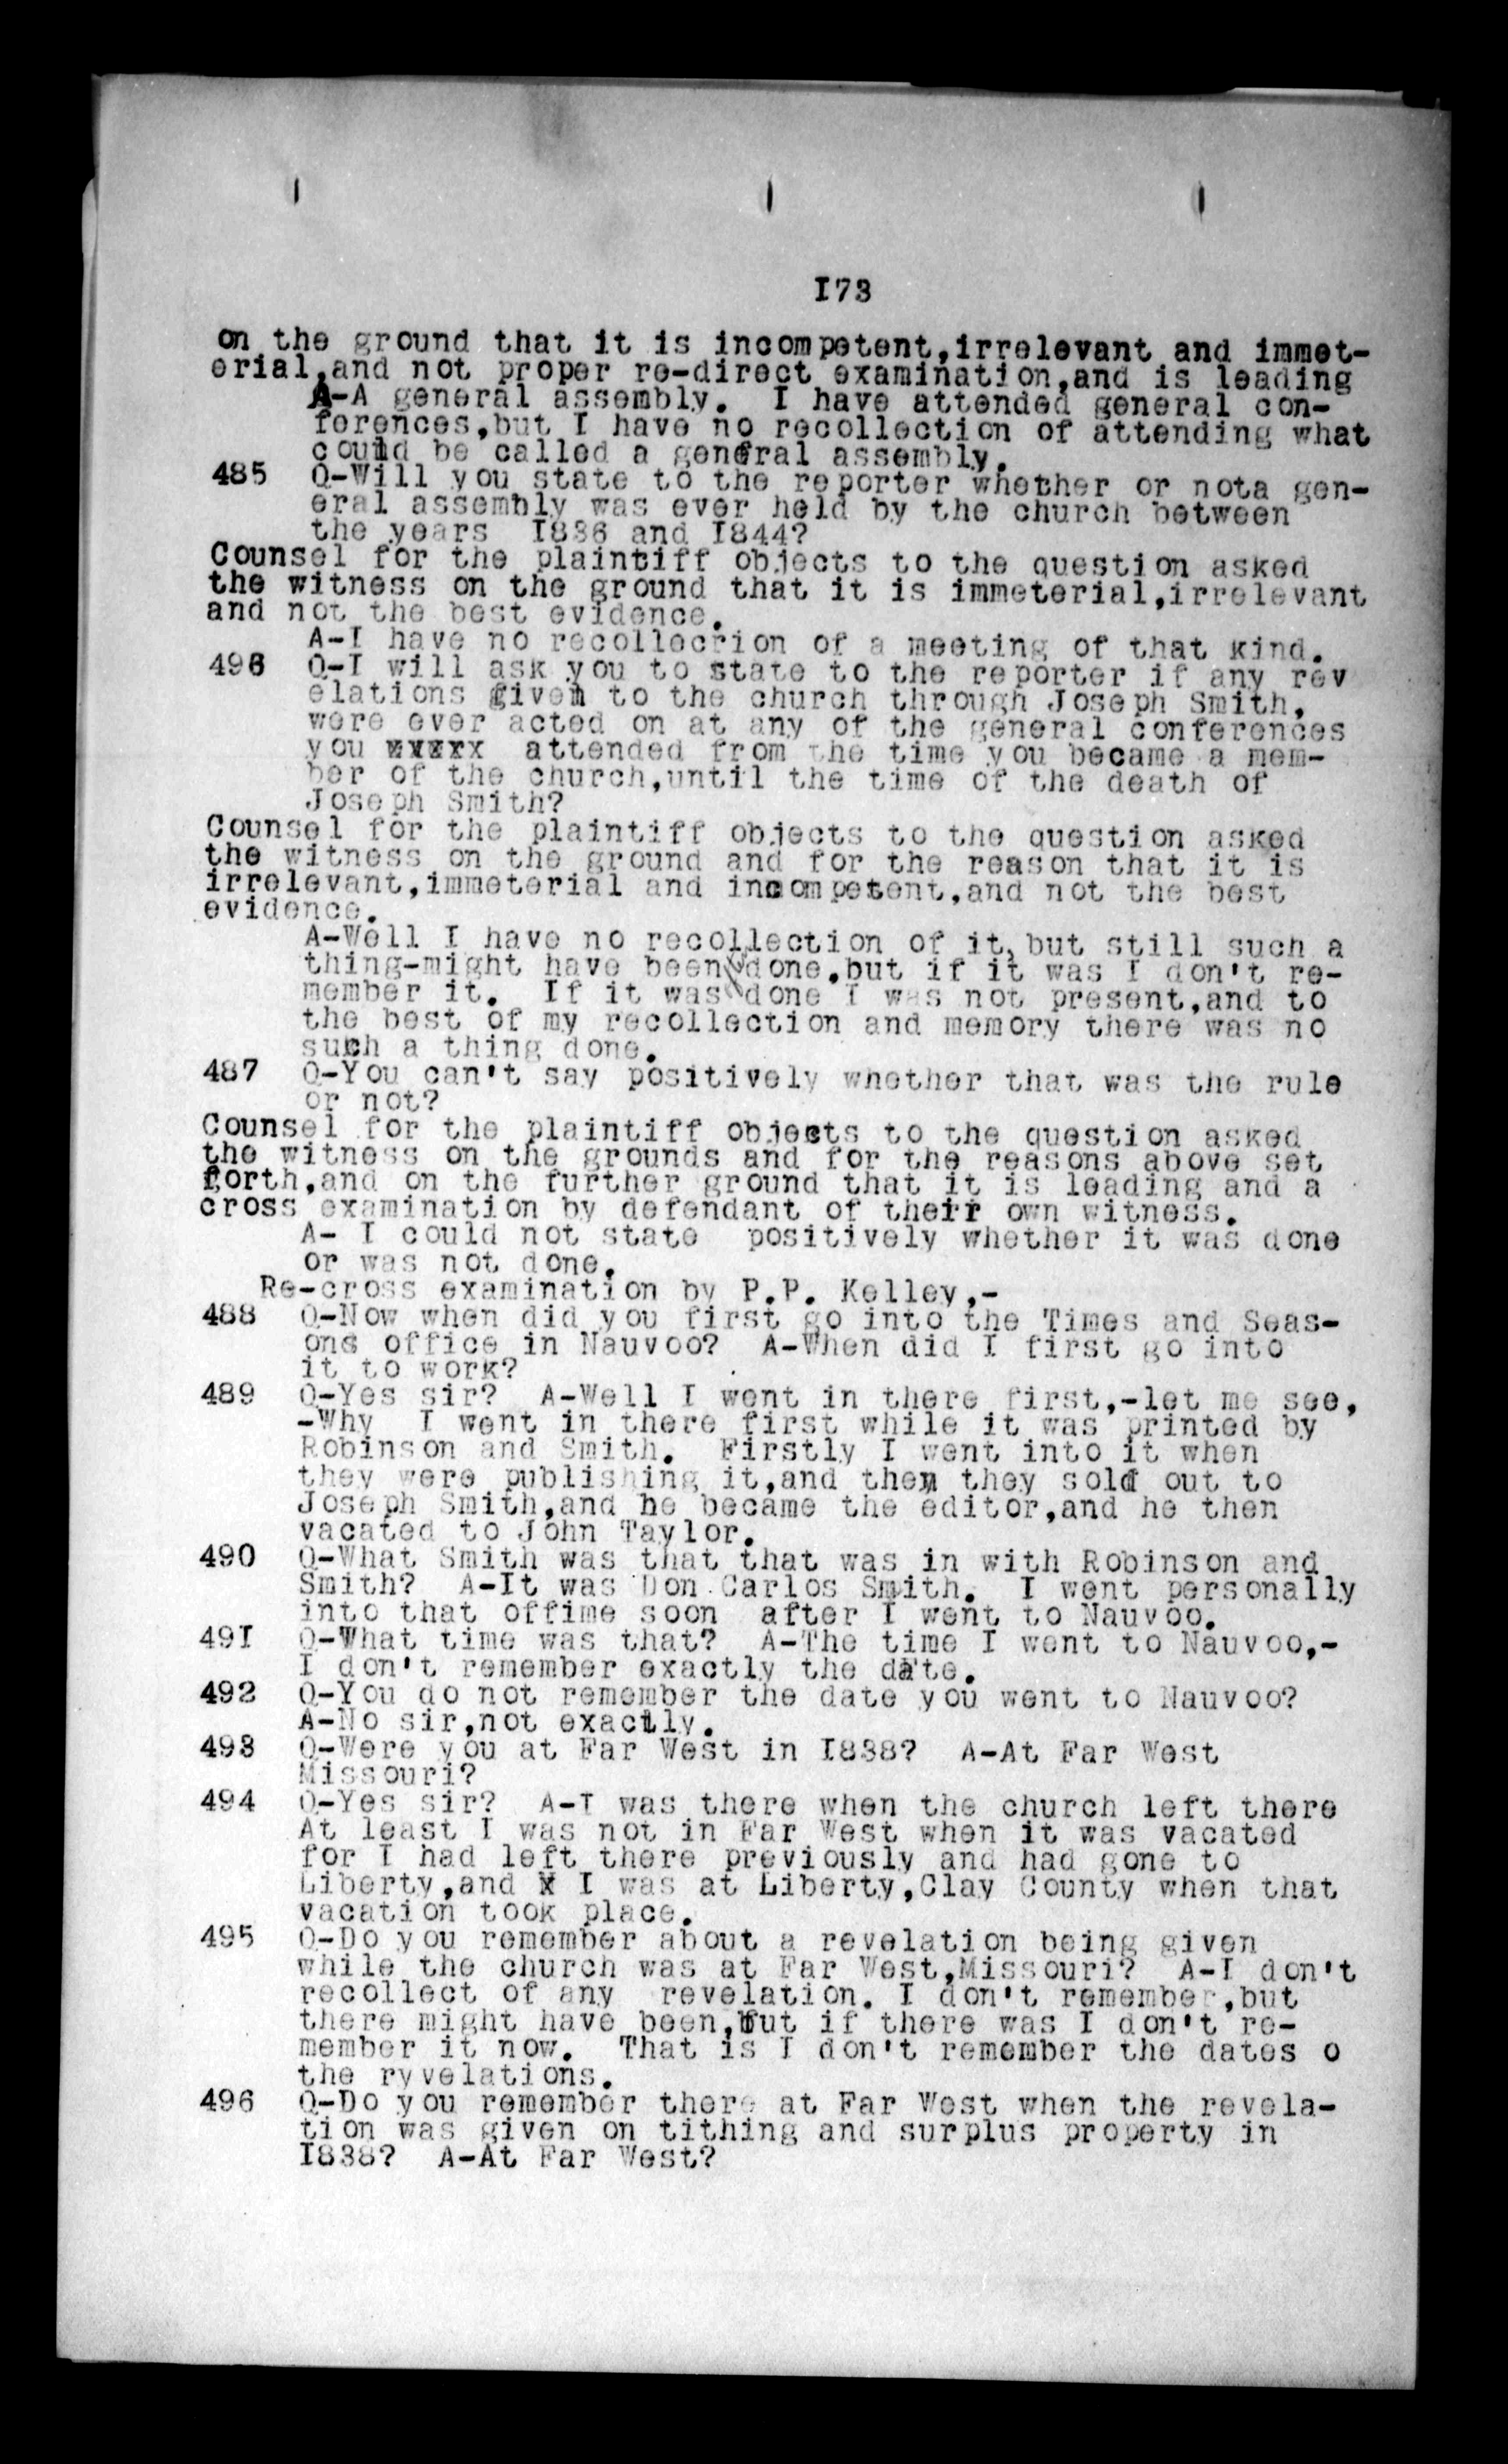 I73
on the ground that it is incompetent,irrelevant and immet-
erial,and not proper re-direct examination,and is leading
A-A general assembly.  I have attended general con-
ferences,but I have no recollection of attending what
could be called a general assembly.
485  Q-Will you state to the reporter whether or nota gen-
eral assembly was ever held by the church between
the years  I836 and I844?
Counsel for the plaintiff objects to the question asked
the witness on the ground that it is immeterial,irrelevant
and not the best evidence.
A-I have no recollecrion of a meeting of that kind.
496  Q-I will ask you to state to the reporter if any rev
elations given to the church through Joseph Smith,
were ever acted on at any of the general conferences
you xxxxx  attended from the time you became a mem-
ber of the church,until the time of the death of
Joseph Smith?
Counsel for the plaintiff objects to the question asked
the witness on the ground and for the reason that it is
irrelevant,immeterial and incompetent,and not the best
evidence.
A-Well I have no recollection of it, but still such a
thing-might have been done,but if it was I don't re-
member it.  If it was done I was not present,and to
the best of my recollection and memory there was no
such a thing done.
487  Q-You can't say positively whether that was the rule
or not?
Counsel for the plaintiff objects to the question asked
the witness on the grounds and for the reasons above set
forth,and on the further ground that it is leading and a
cross examination by defendant of their own witness.
A- I could not state  positively whether it was done
or was not done.
Re-cross examination by P.P. Kelley,-
488  Q-Now when did you first go into the Times and Seas-
ons office in Nauvoo?  A-When did I first go into
it to work?
489  Q-Yes sir?  A-Well I went in there first,-let me see,
-Why  I went in there first while it was printed by
Robinson and Smith.  Firstly I went into it when
they were publishing it,and then they sold out to
Joseph Smith,and he became the editor,and he then
vacated to John Taylor.
490  Q-What Smith was that that was in with Robinson and
Smith?  A-It was Don Carlos Smith.  I went personally
into that offime soon  after I went to Nauvoo.
49I  Q-What time was that?  A-The time I went to Nauvoo,-
I don't remember exactly the date.
492  Q-You do not remember the date you went to Nauvoo?
A-No sir,not exactly.
493  Q-Were you at Far West in I838?  A-At Far West
Missouri?
494  Q-Yes sir?  A-I was there when the church left there
At least I was not in Far West when it was vacated
for I had left there previously and had gone to
Liberty,and X I was at Liberty,Clay County when that
vacation took place.
495  Q-Do you remember about a revelation being given
while the church was at Far West,Missouri?  A-I don't
recollect of any  revelation. I don't remember,but
there might have been,but if there was I don't re-
member it now.  That is I don't remember the dates o
the ryvelations.
496  Q-Do you remember there at Far West when the revela-
tion was given on tithing and surplus property in
I838?  A-At Far West?